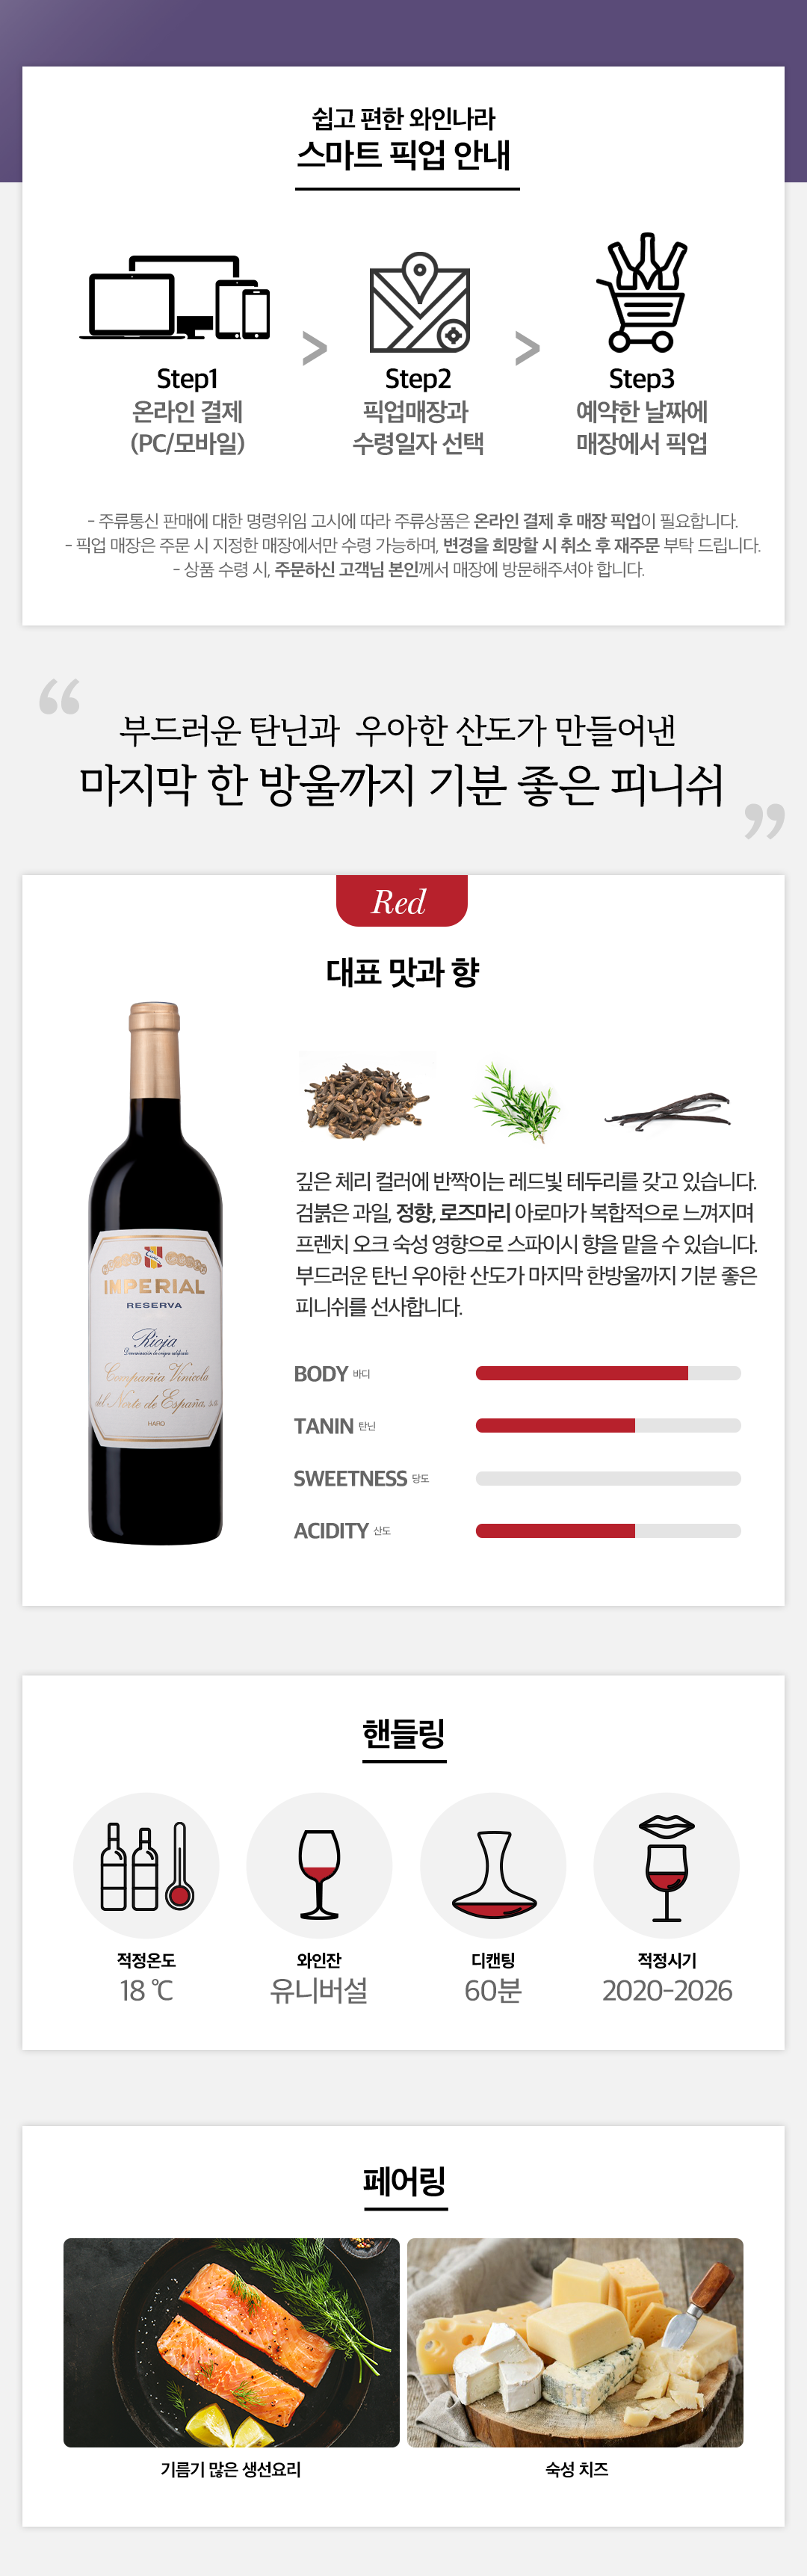 쉽고 편한 와인나라
스마트 픽업 안내
Step1
온라인 결제
(PC/모바일)
>
Step2
픽업매장과
수령일자 선택
>
Step3
예약한 날짜에
매장에서 픽업
- 주류통신 판매에 대한 명령위임 고시에 따라 주류상품은 온라인 결제 후 매장 픽업이 필요합니다.
- 픽업 매장은 주문 시 지정한 매장에서만 수령 가능하며, 변경을 희망할 시 취소 후 재주문 부탁 드립니다.
- 상품 수령 시, 주문하신 고객님 본인께서 매장에 방문해주셔야 합니다.
“
부드러운 탄닌과 우아한 산도가 만들어낸
마지막 한 방울까지 기분 좋은 피니쉬
”
Red
대표 맛과 향
IMPERIAL
RESERVA
Rioja
Denominación de origen calificada
Compañia Vinicola
del Norte de España, s.a.
HARO
깊은 체리 컬러에 반짝이는 레드빛 테두리를 갖고 있습니다.
검붉은 과일, 정향, 로즈마리 아로마가 복합적으로 느껴지며
프렌치 오크 숙성 영향으로 스파이시 향을 맡을 수 있습니다.
부드러운 탄닌 우아한 산도가 마지막 한방울까지 기분 좋은
피니쉬를 선사합니다.
BODY 바디
TANIN 탄닌
SWEETNESS 당도
ACIDITY 산도
핸들링
적정온도
18 ℃
와인잔
유니버설
디캔팅
60분
적정시기
2020-2026
페어링
기름기 많은 생선요리
숙성 치즈